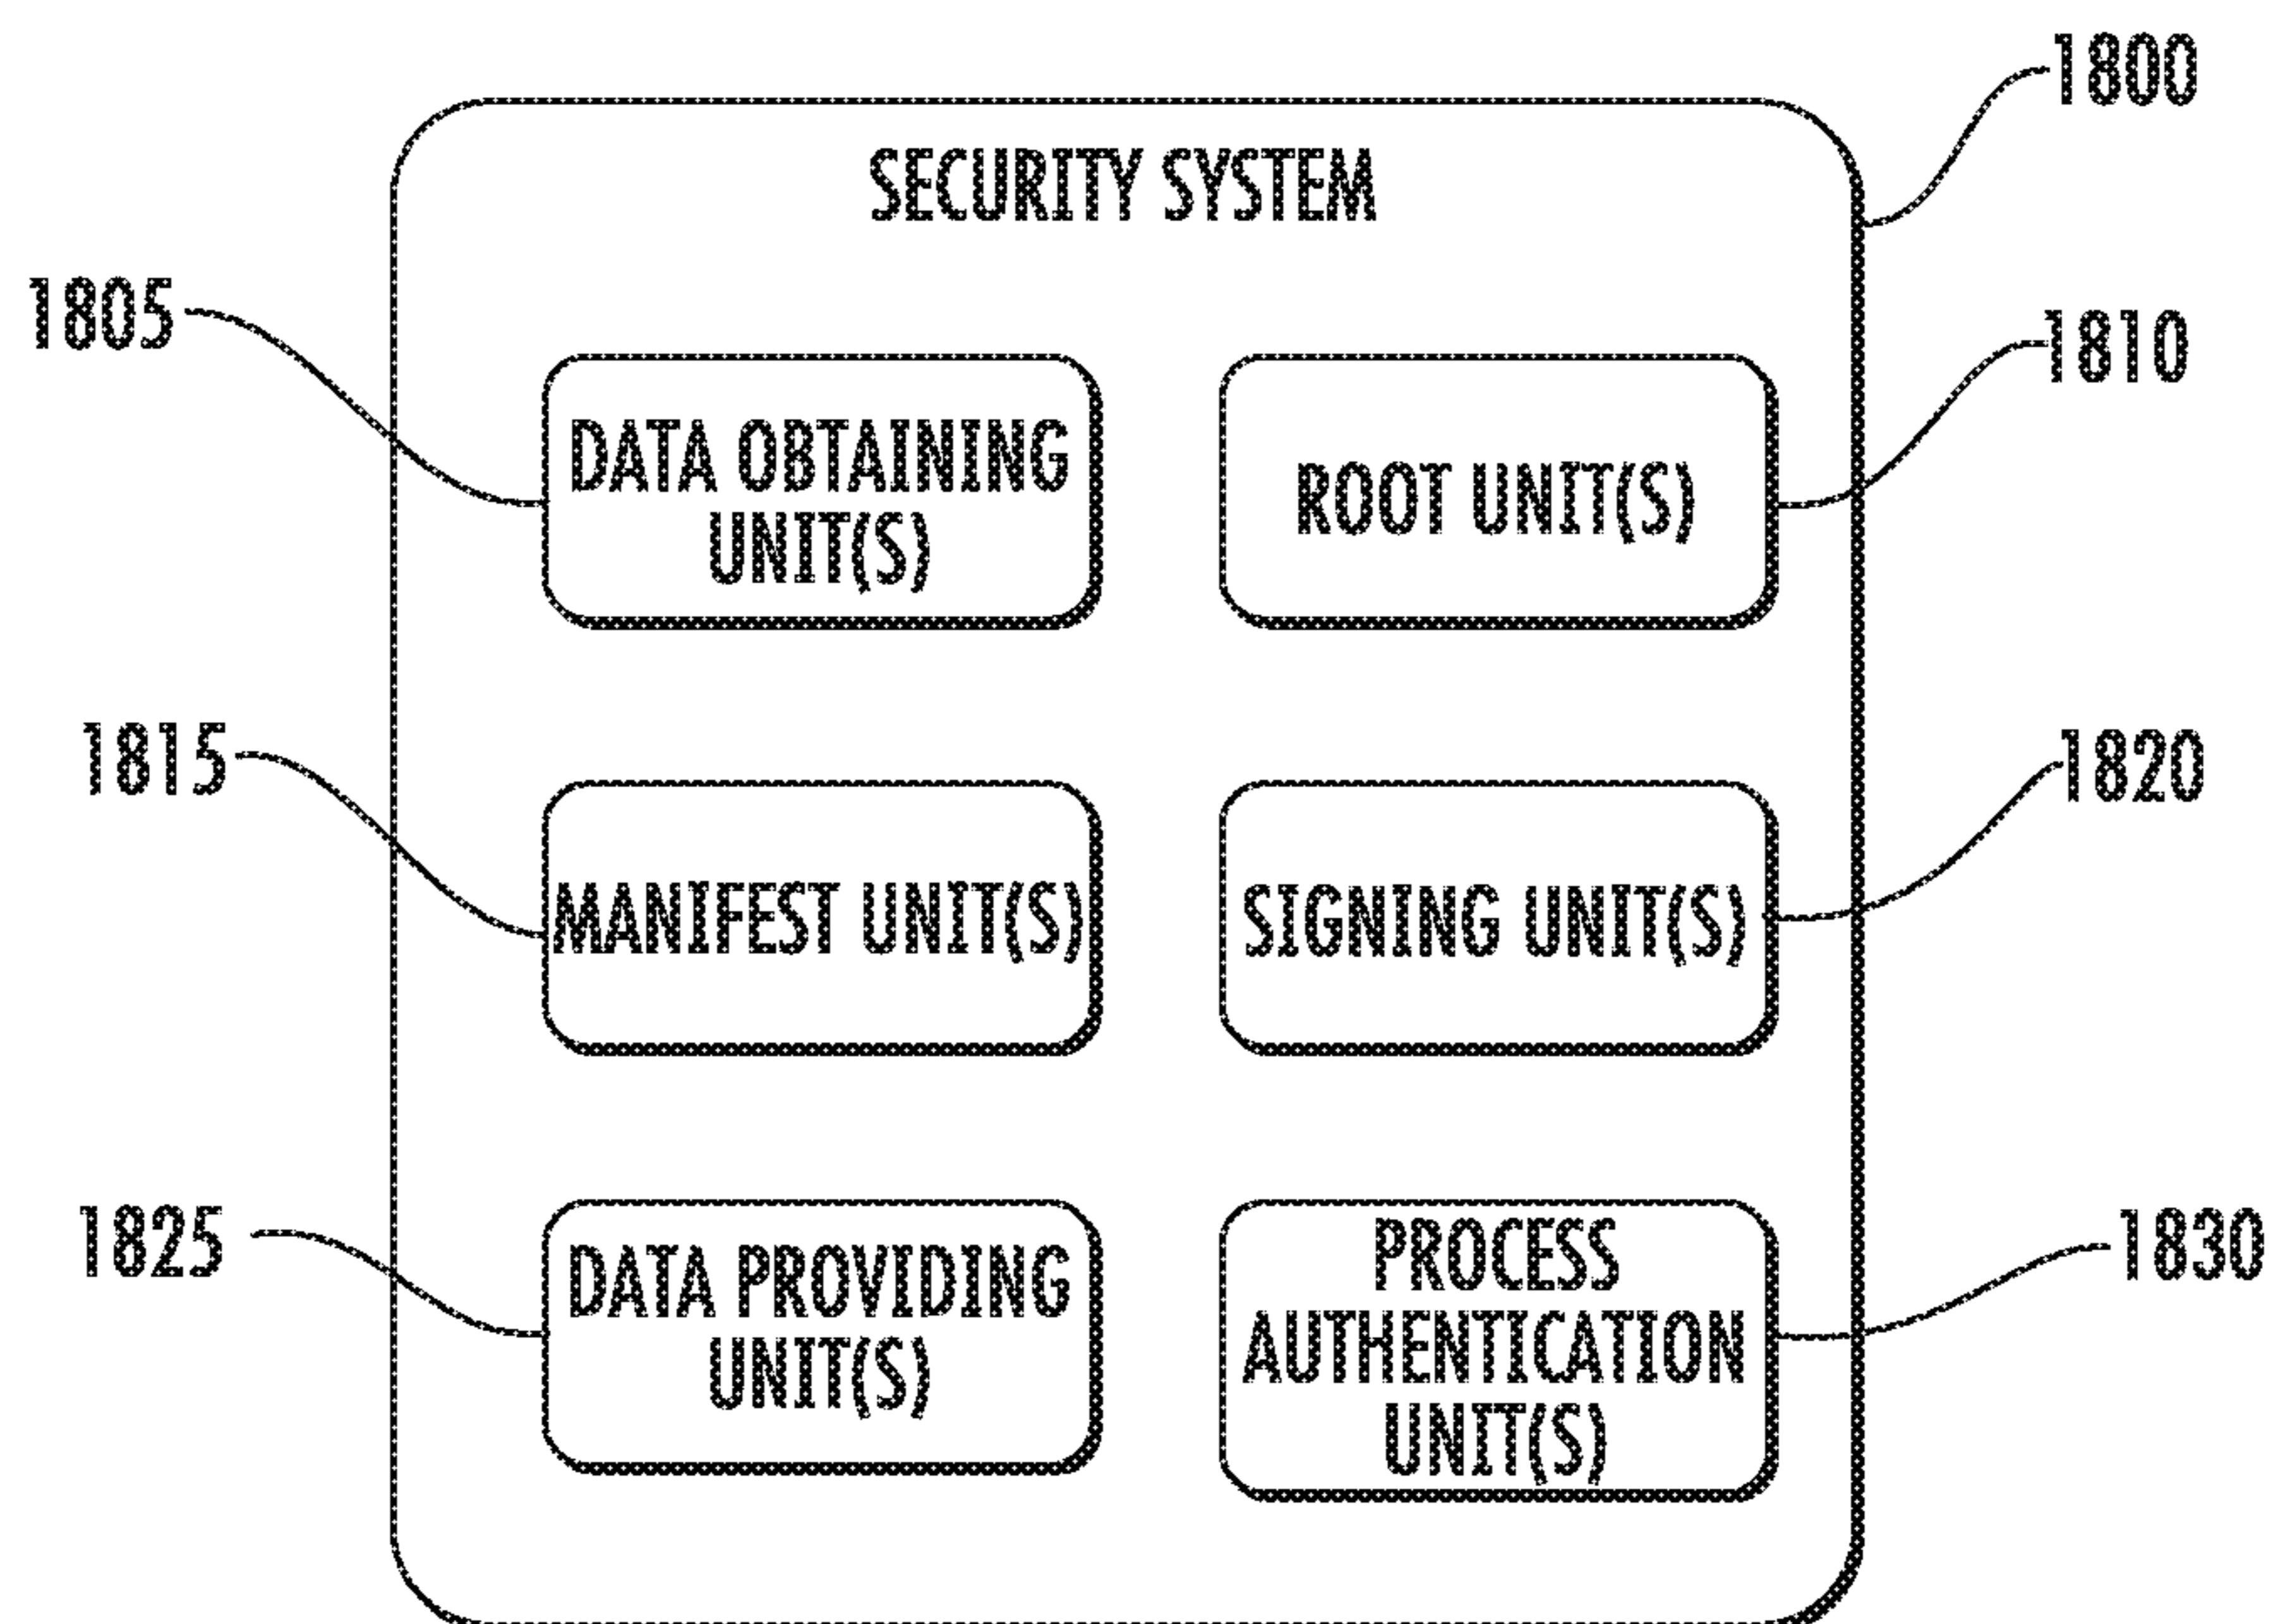 1800
SECURITY SYSTEM
1805
1810
DATA OBTAINING
UNIT(S)
ROOT UNIT(S)
1815
1820
MANIFEST UNIT(S)
SIGNING UNIT(S)
1825
1830
DATA PROVIDING
UNIT(S)
PROCESS
AUTHENTICATION
UNIT(S)